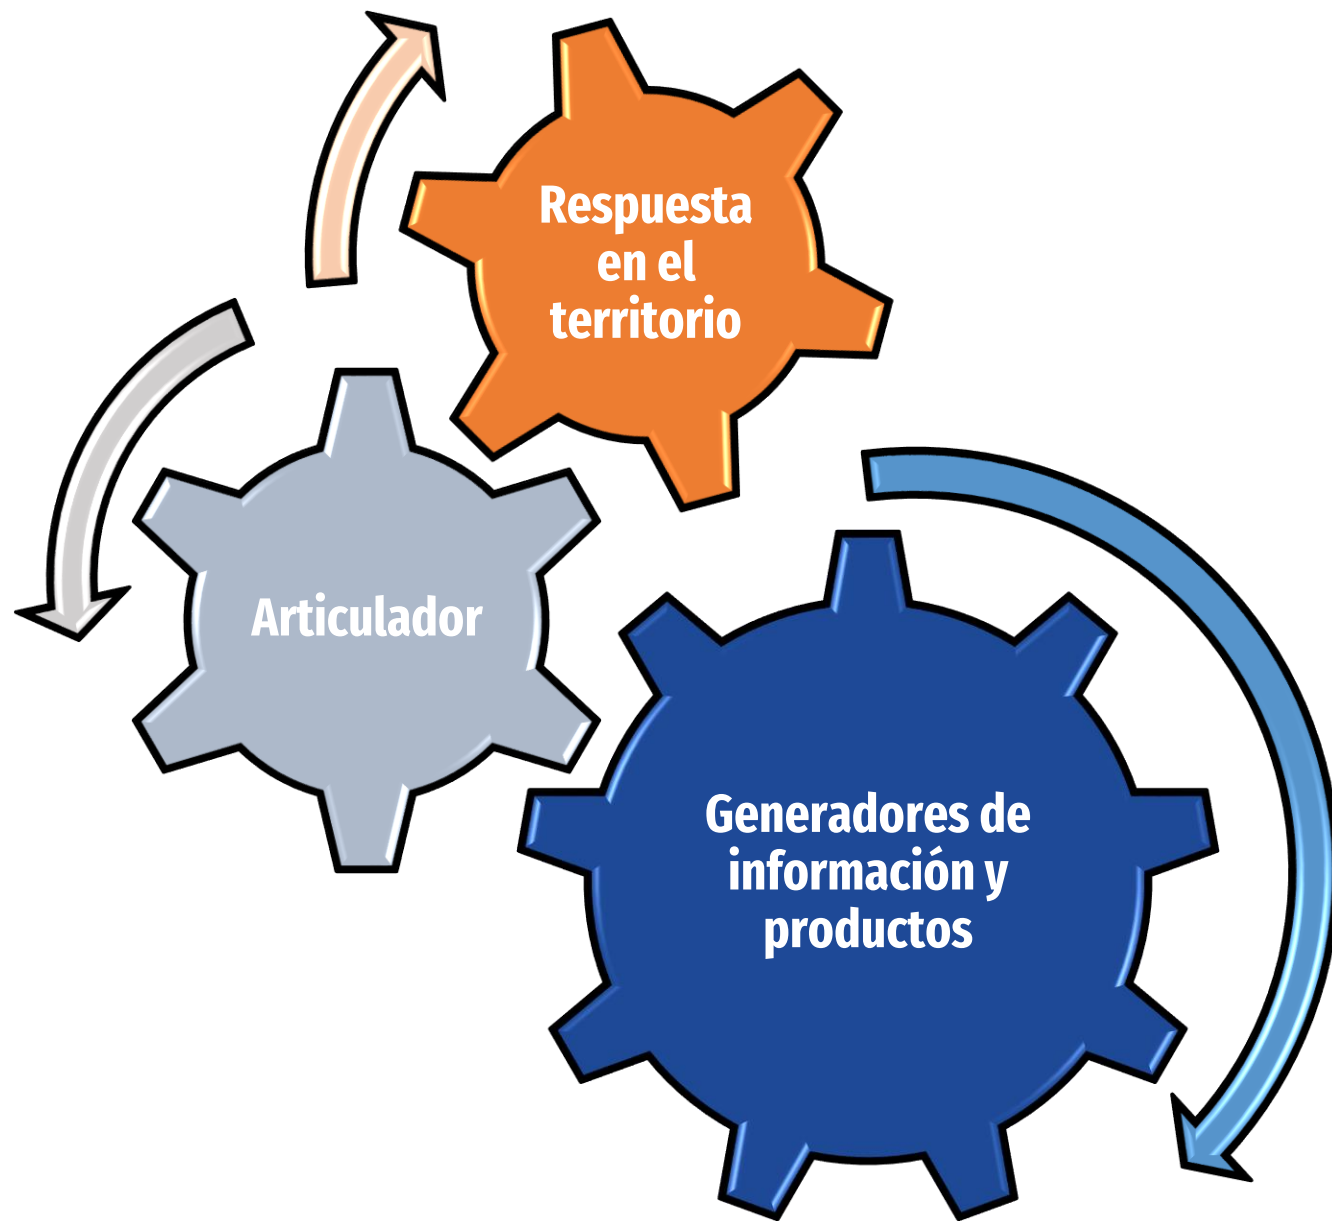 Respuesta
en el
territorio
Articulador
Generadores de
información y
productos